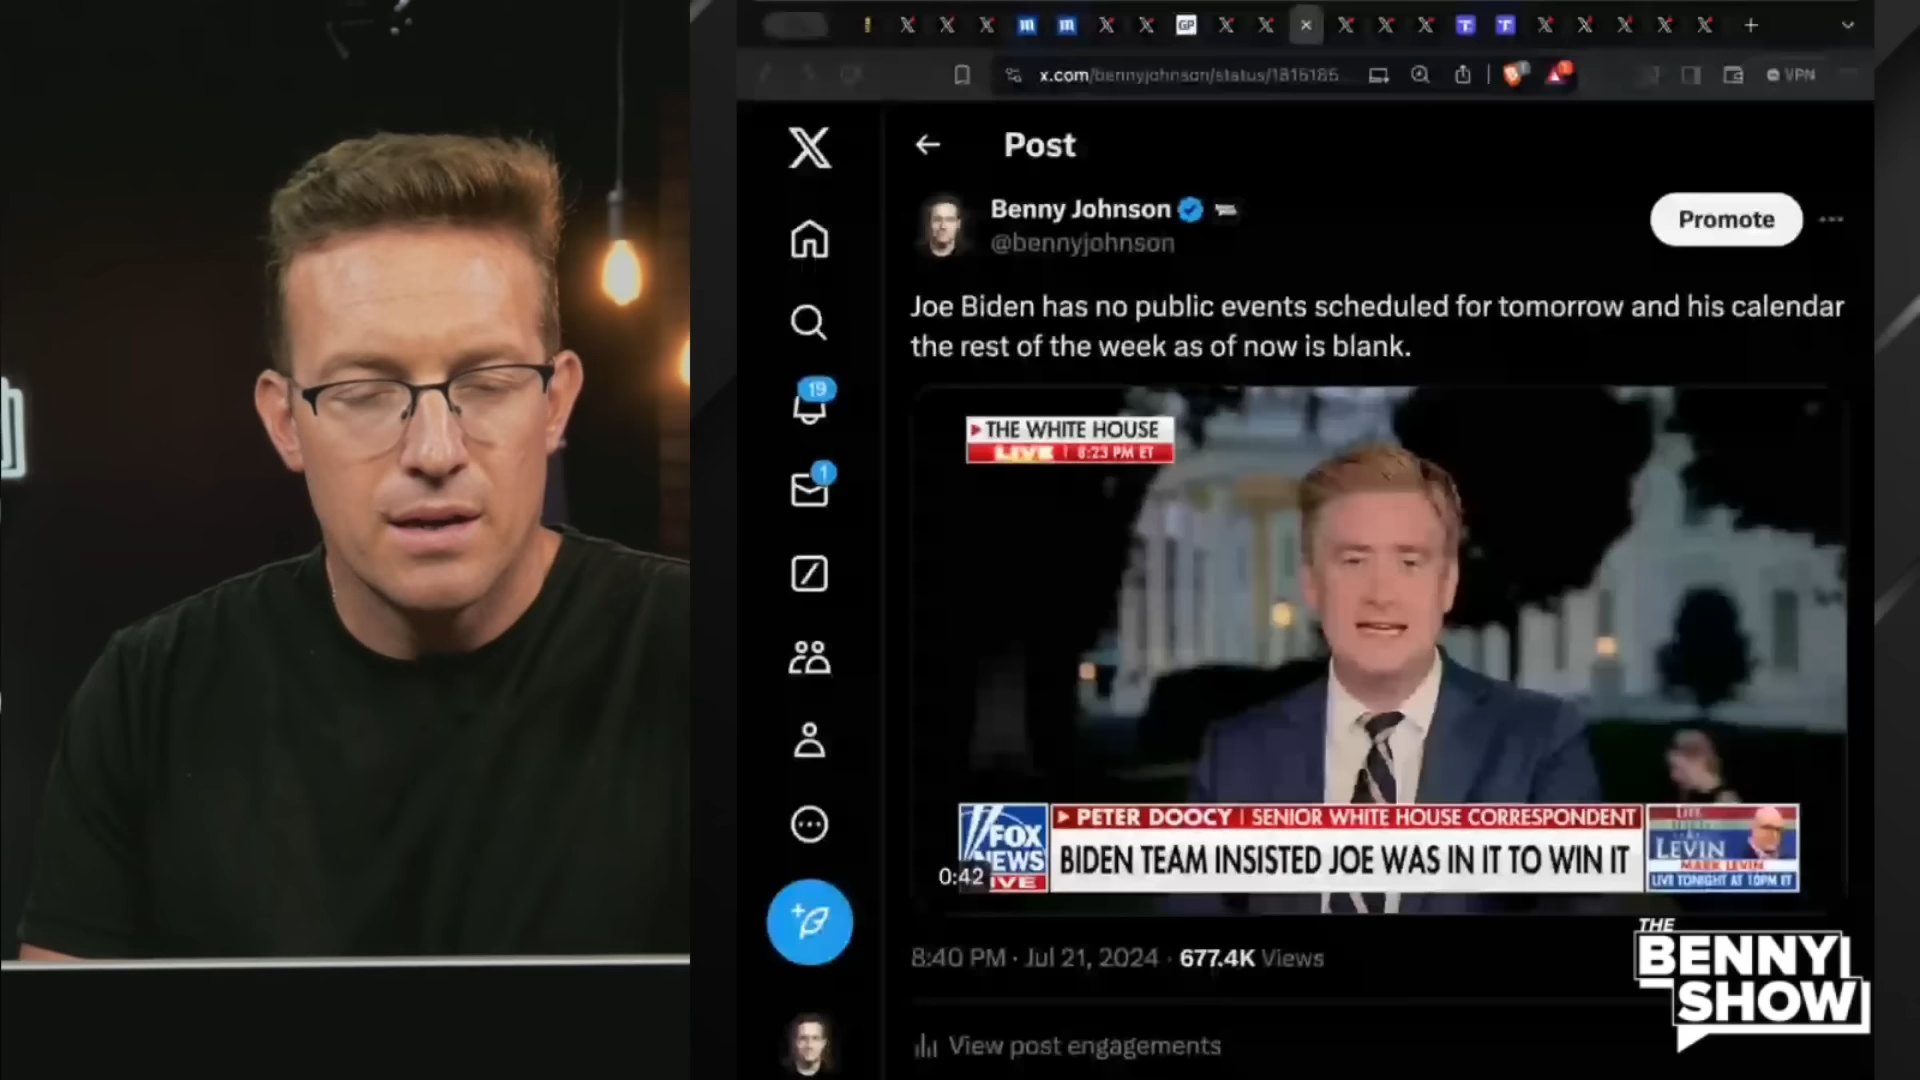 GP
x.com/bennyjohnson/status/1815185
VPN
Post
Benny Johnson
@bennyjohnson
Promote
Joe Biden has no public events scheduled for tomorrow and his calendar
the rest of the week as of now is blank.
19
1
THE WHITE HOUSE
LIVE 8:23 PM ET
PETER DOOCY | SENIOR WHITE HOUSE CORRESPONDENT
FOX
NEWS
BIDEN TEAM INSISTED JOE WAS IN IT TO WIN IT
LEVIN
MARK LEVIN
LIVE TONIGHT AT 10PM ET
0:42
8:40 PM · Jul 21, 2024 · 677.4K Views
View post engagements
THE
BENNY
SHOW